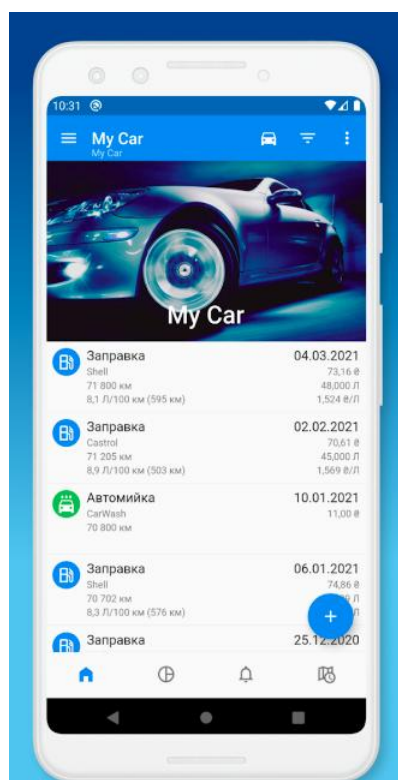 10:31
My Car
My Car
My Car
Заправка 04.03.2021
Shell 73,16 ₴
71 800 км 48,000 Л
8,1 Л/100 км (595 км) 1,524 ₴/Л
Заправка 02.02.2021
Castrol 70,61 ₴
71 205 км 45,000 Л
8,9 Л/100 км (503 км) 1,569 ₴/Л
Автомийка 10.01.2021
CarWash 11,00 ₴
70 800 км
Заправка 06.01.2021
Shell 74,86 ₴
70 702 км
8,3 Л/100 км (576 км)
Заправка 25.12.2020